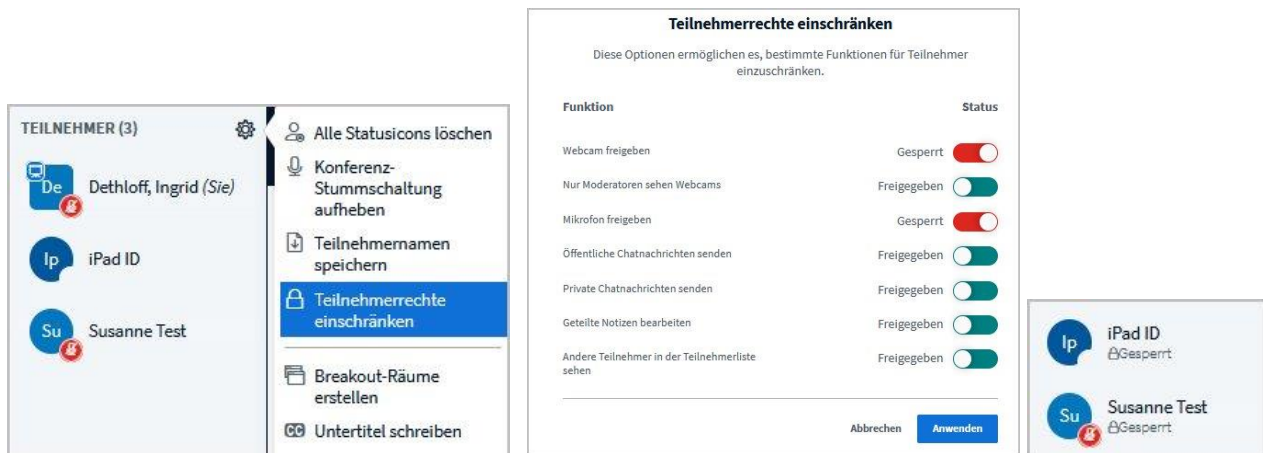 TEILNEHMER (3)
De
Dethloff, Ingrid (Sie)
Ip
iPad ID
Su
Susanne Test
Alle Statusicons löschen
Konferenz-
Stummschaltung
aufheben
Teilnehmernamen
speichern
Teilnehmerrechte
einschränken
Breakout-Räume
erstellen
CC Untertitel schreiben
Teilnehmerrechte einschränken
Diese Optionen ermöglichen es, bestimmte Funktionen für Teilnehmer
einzuschränken.
Funktion Status
Webcam freigeben Gesperrt
Nur Moderatoren sehen Webcams Freigegeben
Mikrofon freigeben Gesperrt
Öffentliche Chatnachrichten senden Freigegeben
Private Chatnachrichten senden Freigegeben
Geteilte Notizen bearbeiten Freigegeben
Andere Teilnehmer in der Teilnehmerliste Freigegeben
sehen
Abbrechen Anwenden
Ip
iPad ID
Gesperrt
Su
Susanne Test
Gesperrt